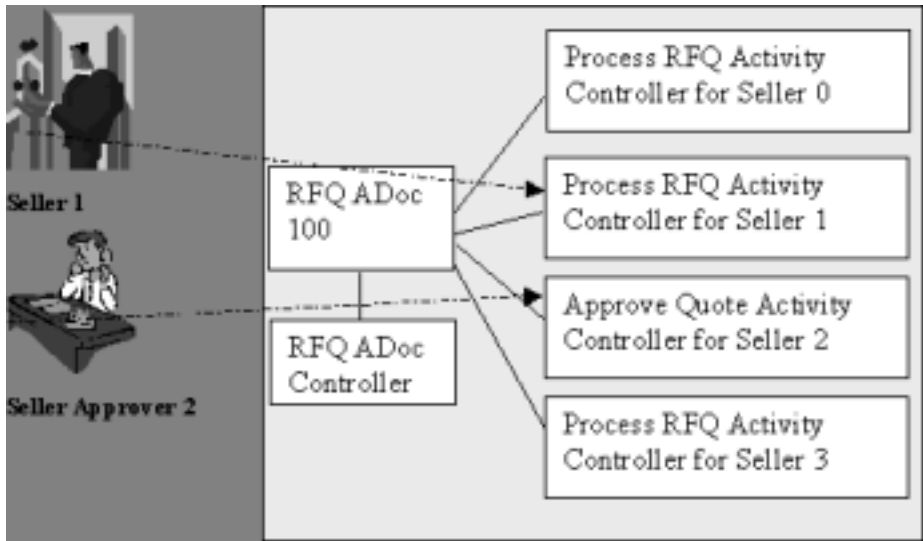 Seller 1
Seller Approver 2
RFQ ADoc
100
RFQ ADoc
Controller
Process RFQ Activity
Controller for Seller 0
Process RFQ Activity
Controller for Seller 1
Approve Quote Activity
Controller for Seller 2
Process RFQ Activity
Controller for Seller 3